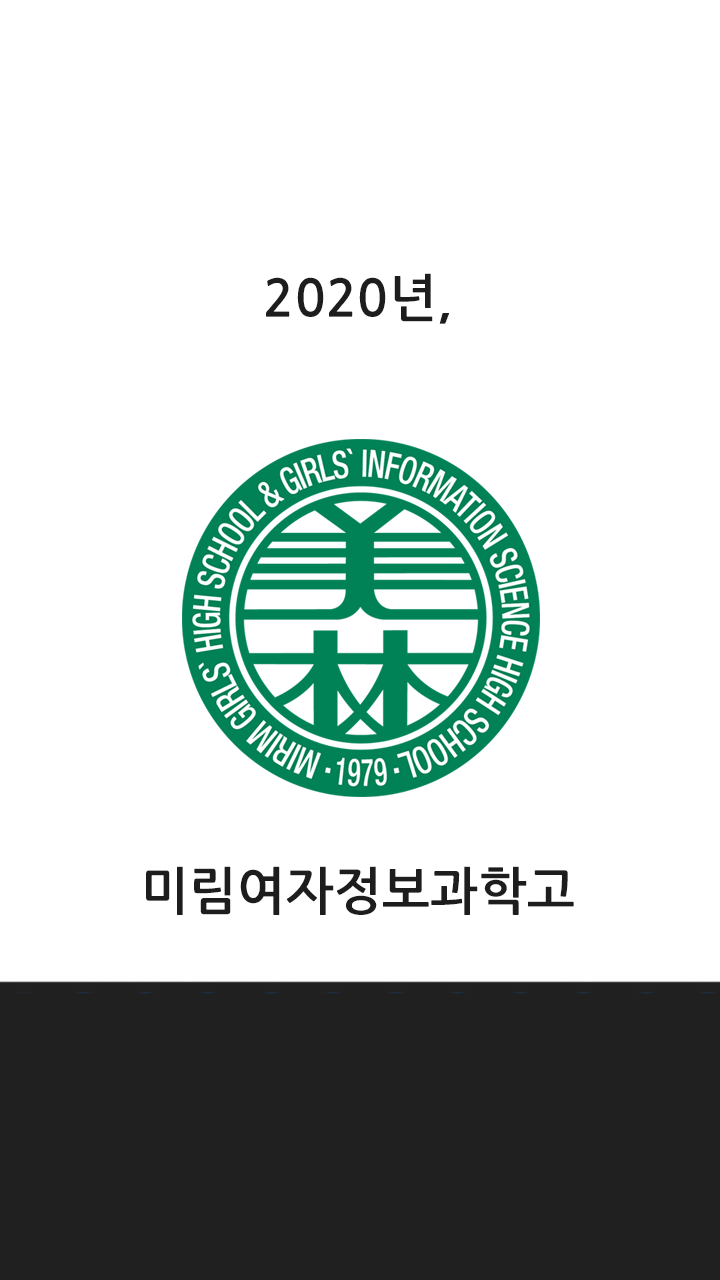 2020년,
MIRIM GIRLS` HIGH SCHOOL & GIRLS` INFORMATION SCIENCE HIGH SCHOOL
· 1979 ·
美
林
미림여자정보과학고